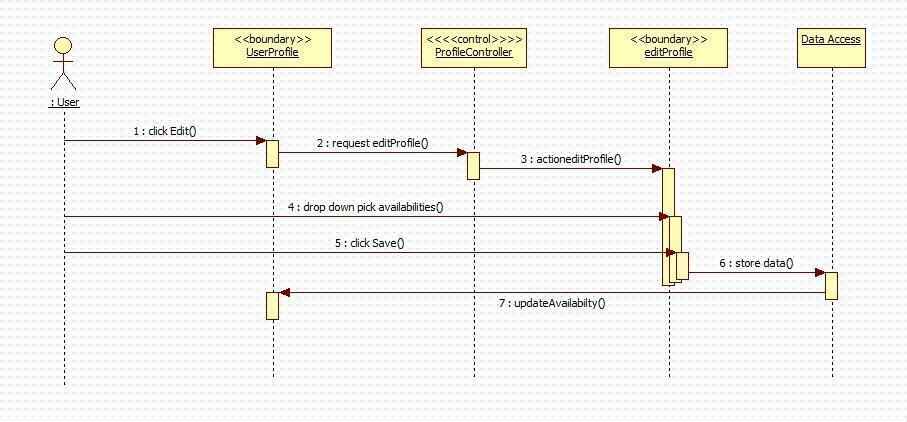 <<boundary>>
UserProfile
<<<<control>>>>
ProfileController
<<boundary>>
editProfile
Data Access
: User
1 : click Edit()
2 : request editProfile()
3 : actioneditProfile()
4 : drop down pick availabilities()
5 : click Save()
6 : store data()
7 : updateAvailabilty()